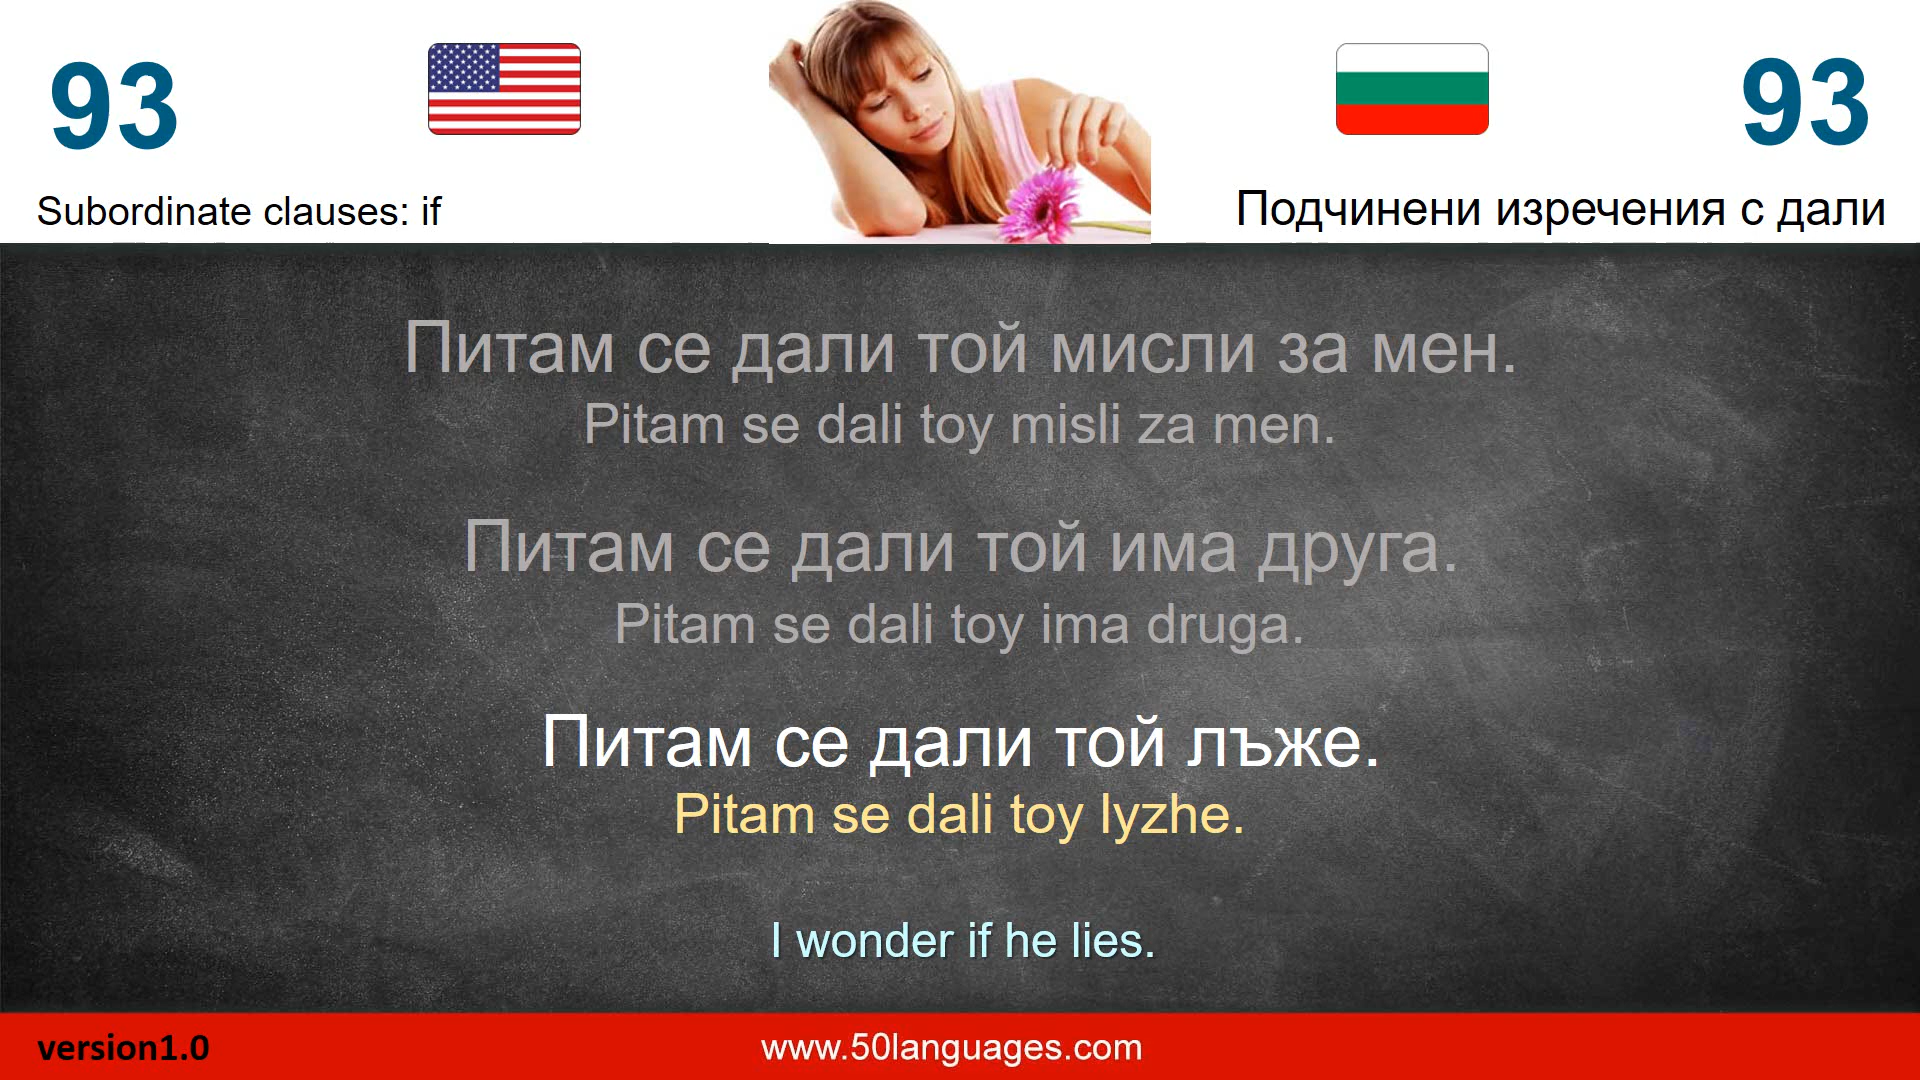 93
93
Subordinate clauses: if
Подчинени изречения с дали
Питам се дали той мисли за мен.
Pitam se dali toy misli za men.
Питам се дали той има друга.
Pitam se dali toy ima druga.
Питам се дали той лъже.
Pitam se dali toy lyzhe.
I wonder if he lies.
version1.0
www.50languages.com